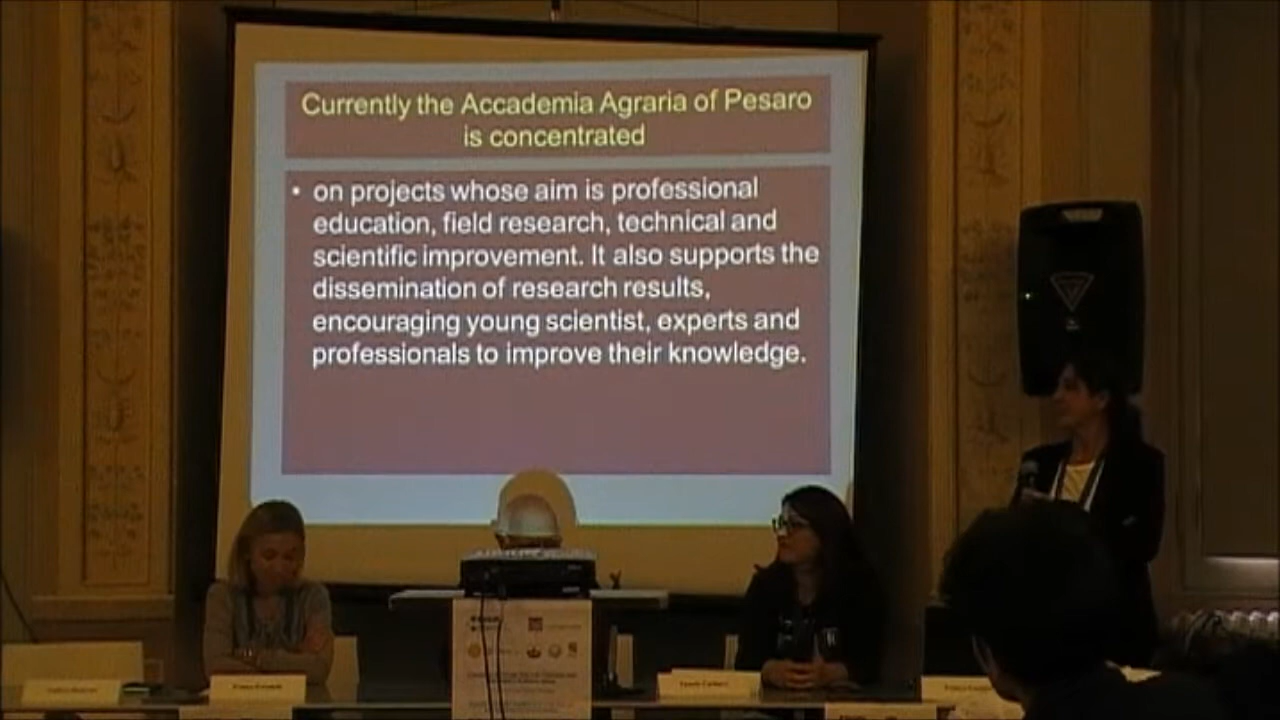 Currently the Accademia Agraria of Pesaro
is concentrated
• on projects whose aim is professional
education, field research, technical and
scientific improvement. It also supports the
dissemination of research results,
encouraging young scientist, experts and
professionals to improve their knowledge.